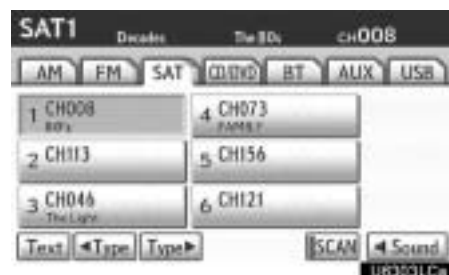 SAT1 Decades The 80s CH008
AM FM SAT CD/DVD BT AUX USB
1 CH008 4 CH073
80's FAMILY
2 CH113 5 CH156
3 CH046 6 CH121
The Light
Text ◄Type Type► SCAN ◄Sound